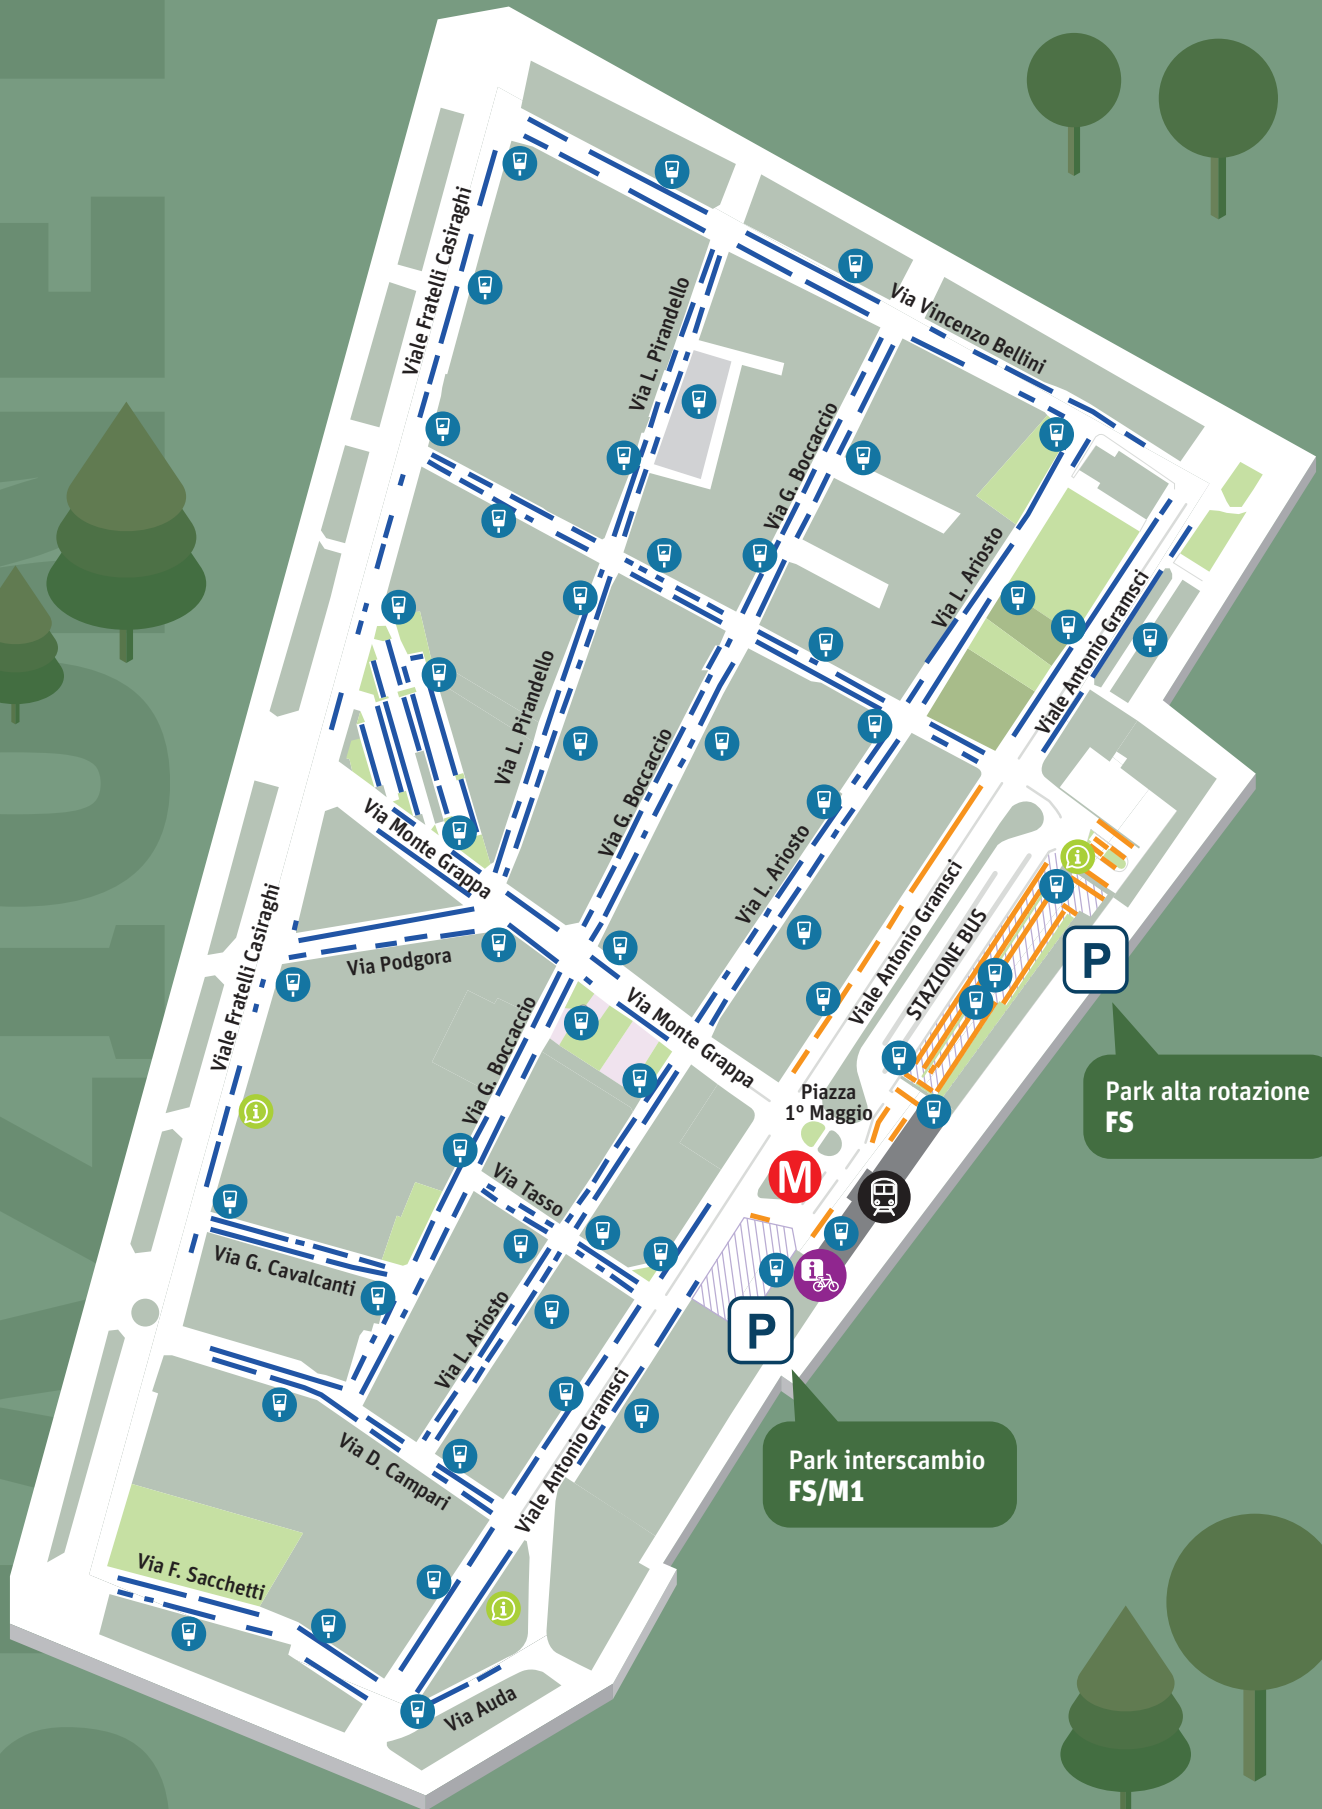 Viale Fratelli Casiraghi
Via L. Pirandello
Via Vincenzo Bellini
Via G. Boccaccio
Via L. Ariosto
Viale Antonio Gramsci
Via L. Pirandello
Via G. Boccaccio
Via Monte Grappa
Via L. Ariosto
Viale Antonio Gramsci
STAZIONE BUS
Viale Fratelli Casiraghi
Via Podgora
P
Via Monte Grappa
Via G. Boccaccio
Park alta rotazione
FS
Piazza
1º Maggio
M
Via Tasso
Via G. Cavalcanti
Via L. Ariosto
P
Viale Antonio Gramsci
Park interscambio
FS/M1
Via D. Campari
Via F. Sacchetti
Via Auda